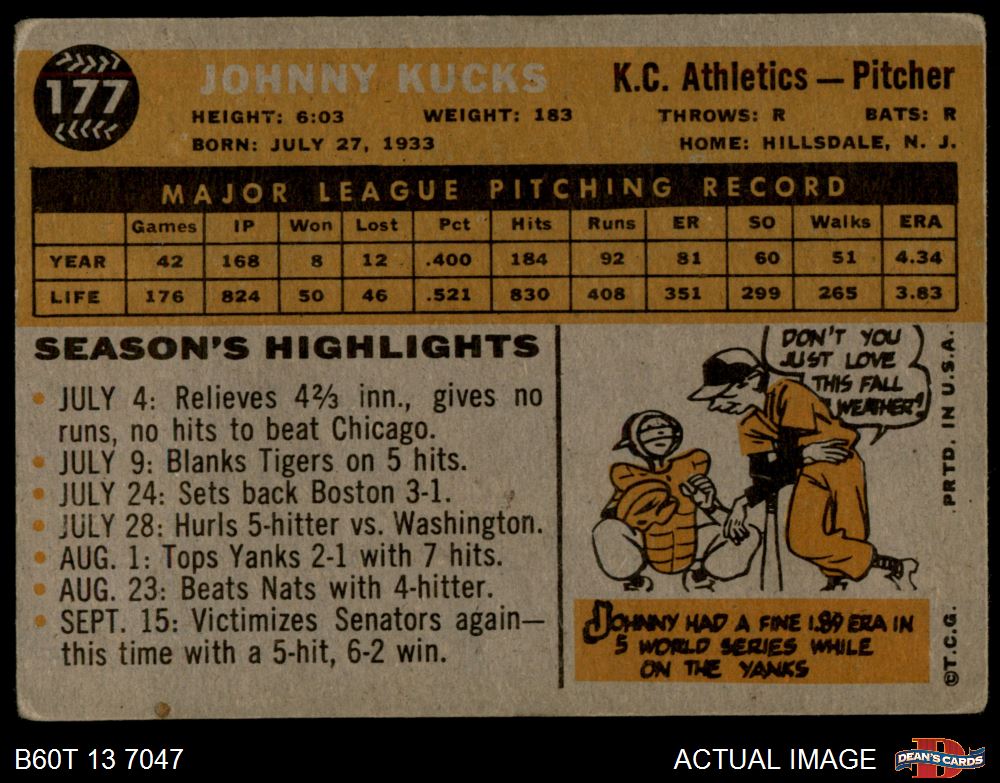 177
JOHNNY KUCKS
K.C. Athletics — Pitcher
HEIGHT: 6:03 WEIGHT: 183 THROWS: R BATS: R
BORN: JULY 27, 1933 HOME: HILLSDALE, N. J.
MAJOR LEAGUE PITCHING RECORD
Games IP Won Lost Pct Hits Runs ER SO Walks ERA
YEAR 42 168 8 12 .400 184 92 81 60 51 4.34
LIFE 176 824 50 46 .521 830 408 351 299 265 3.83
SEASON'S HIGHLIGHTS
• JULY 4: Relieves 4⅔ inn., gives no
runs, no hits to beat Chicago.
• JULY 9: Blanks Tigers on 5 hits.
• JULY 24: Sets back Boston 3-1.
• JULY 28: Hurls 5-hitter vs. Washington.
• AUG. 1: Tops Yanks 2-1 with 7 hits.
• AUG. 23: Beats Nats with 4-hitter.
• SEPT. 15: Victimizes Senators again—
this time with a 5-hit, 6-2 win.
DON'T YOU
JUST LOVE
THIS FALL
WEATHER?
JOHNNY HAD A FINE 1.89 ERA IN
5 WORLD SERIES WHILE
ON THE YANKS
©T.C.G. PRTD. IN U.S.A.
B60T 13 7047
ACTUAL IMAGE
D
DEAN'S CARDS